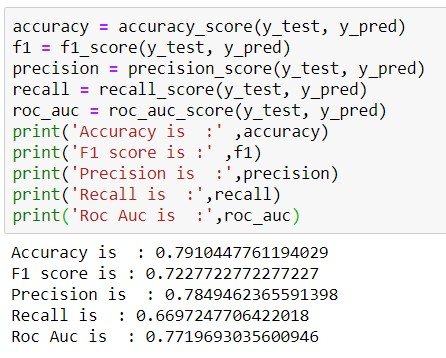 accuracy = accuracy_score(y_test, y_pred)
f1 = f1_score(y_test, y_pred)
precision = precision_score(y_test, y_pred)
recall = recall_score(y_test, y_pred)
roc_auc = roc_auc_score(y_test, y_pred)
print('Accuracy is  :' ,accuracy)
print('F1 score is :' ,f1)
print('Precision is  :',precision)
print('Recall is  :',recall)
print('Roc Auc is  :',roc_auc)
Accuracy is  : 0.7910447761194029
F1 score is : 0.7227722772277227
Precision is  : 0.7849462365591398
Recall is  : 0.6697247706422018
Roc Auc is  : 0.7719693035600946